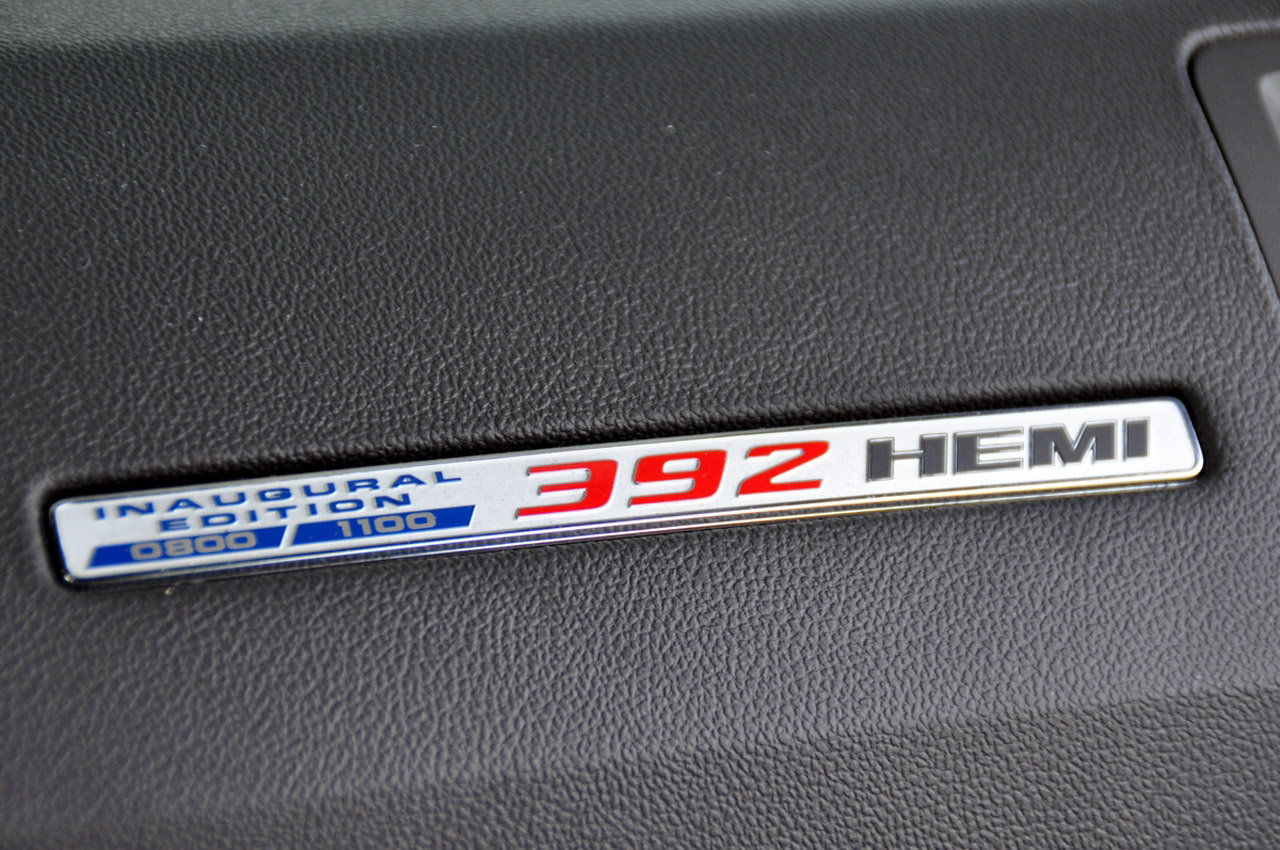 INAUGURAL
EDITION
0800 / 1100
392 HEMI